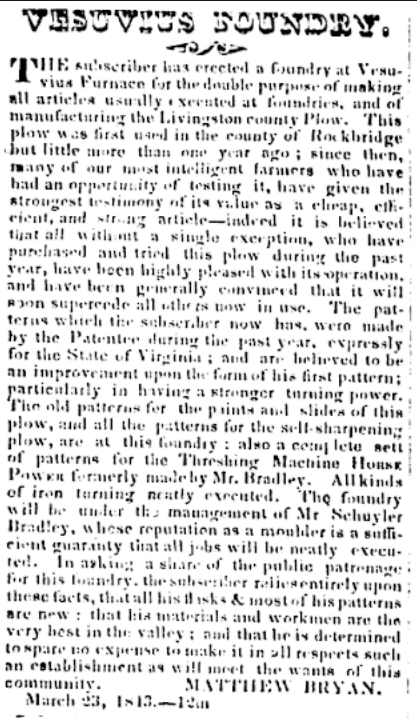 VESUVIUS FOUNDRY.
THE subscriber has erected a foundry at Vesu-
vius Furnace for the double purpose of making
all articles usually executed at foundries, and of
manufacturing the Livingston county Plow. This
plow was first used in the county of Rockbridge
but little more than one year ago; since then,
many of our most intelligent farmers who have
had an opportunity of testing it, have given the
strongest testimony of its value as a cheap, effi-
cient, and strong article—indeed it is believed
that all without a single exception, who have
purchased and tried this plow during the past
year, have been highly pleased with its operation,
and have been generally convinced that it will
soon supercede all others now in use. The pat-
terns which the subscriber now has, were made
by the Patentee during the past year, expressly
for the State of Virginia; and are believed to be
an improvement upon the form of his first pattern;
particularly in having a stronger turning power.
The old patterns for the points and slides of this
plow, and all the patterns for the self-sharpening
plow, are at this foundry: also a complete sett
of patterns for the Threshing Machine HORSE
POWER formerly made by Mr. Bradley. All kinds
of iron turning neatly executed. The foundry
will be under the management of Mr Schuyler
Bradley, whose reputation as a moulder is a suffi-
cient guaranty that all jobs will be neatly execu-
ted. In asking a share of the public patrenage
for this foundry, the subscriber relies entirely upon
these facts, that all his flasks & most of his patterns
are new: that his materials and workmen are the
very best in the valley; and that he is determined
to spare no expense to make it in all respects such
an establishment as will meet the wants of this
community. MATTHEW BRYAN.
March 23, 1843.—12m